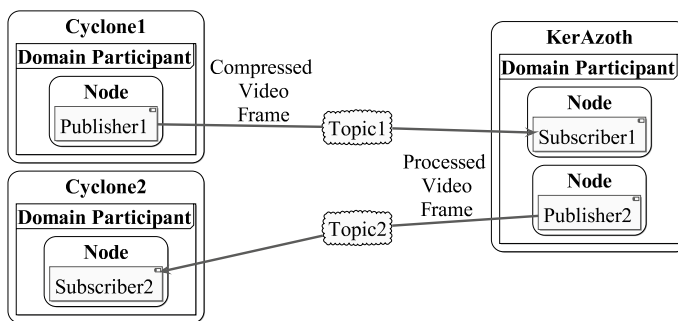 Cyclone1
Domain Participant
Node
Publisher1
Compressed
Video
Frame
Topic1
KerAzoth
Domain Participant
Node
Subscriber1
Node
Publisher2
Processed
Video
Frame
Topic2
Cyclone2
Domain Participant
Node
Subscriber2